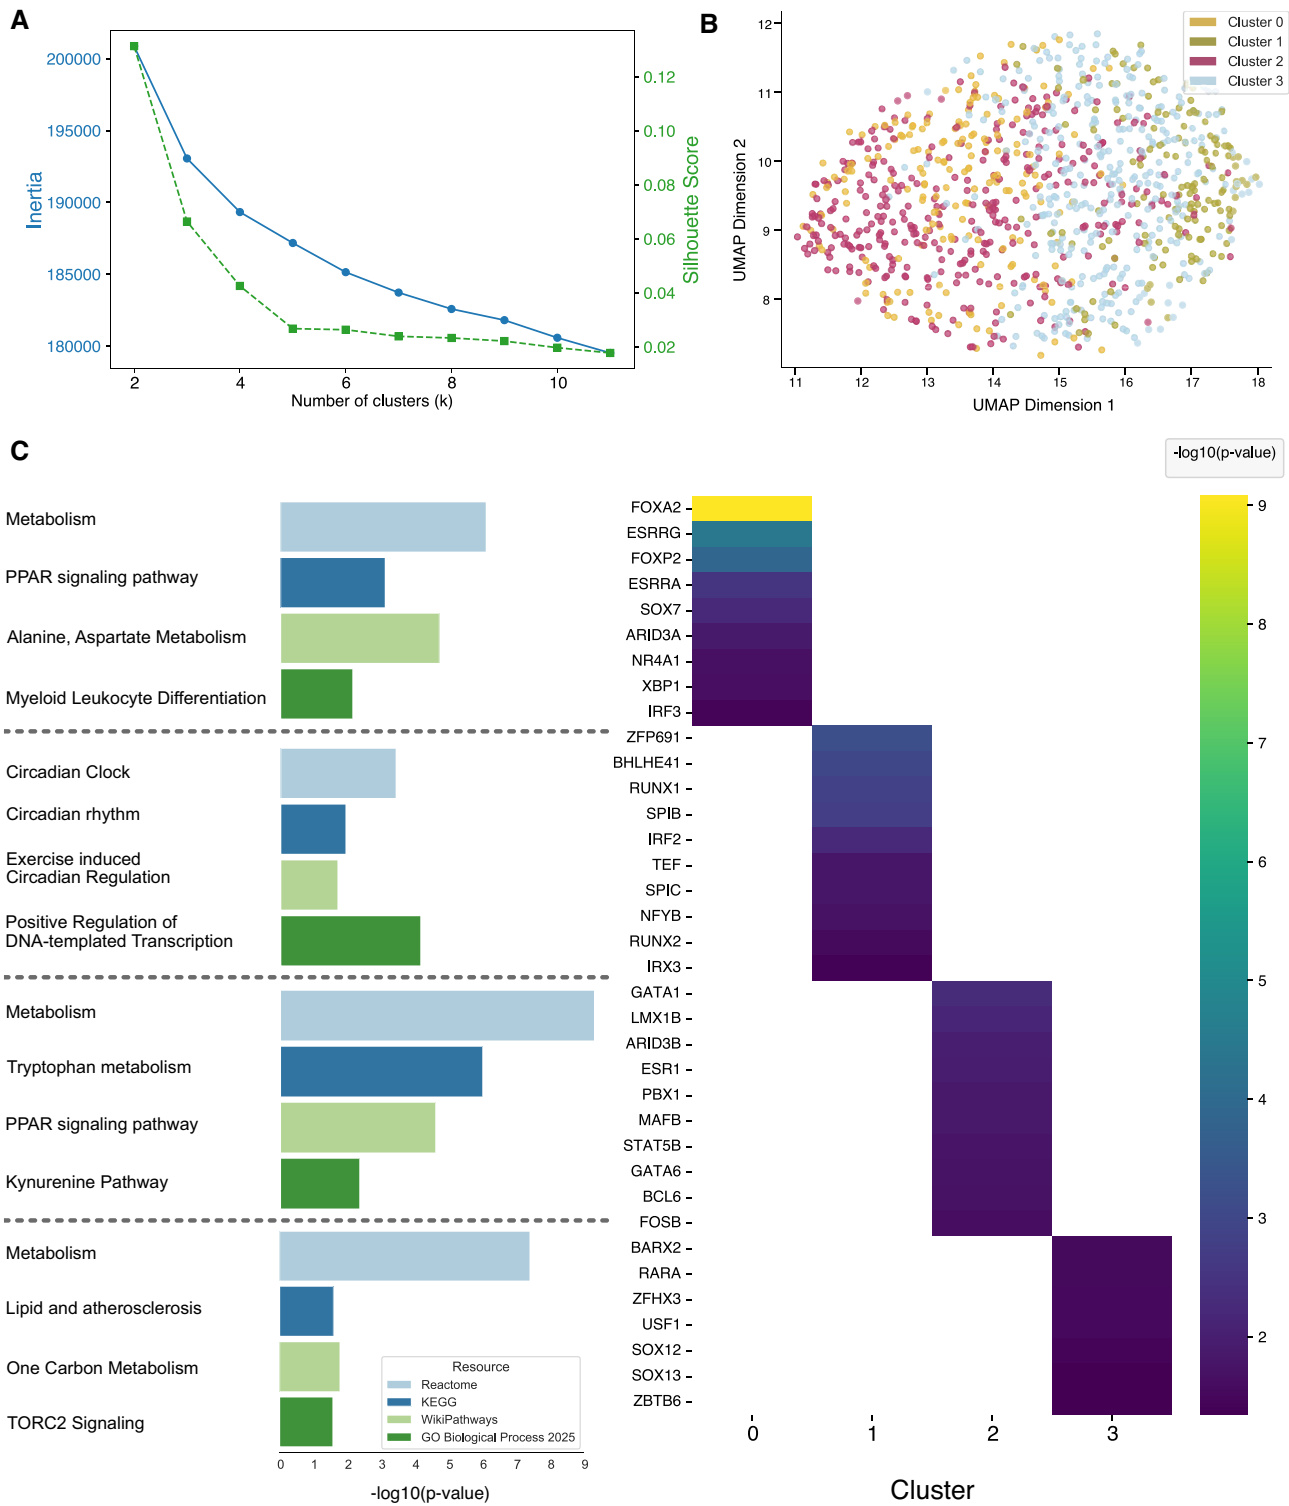 A
Inertia
200000
195000
190000
185000
180000
0.12
0.10
0.08
0.06
0.04
0.02
Silhouette Score
2
4
6
8
10
Number of clusters (k)
B
UMAP Dimension 2
12
11
10
9
8
Cluster 0
Cluster 1
Cluster 2
Cluster 3
11
12
13
14
15
16
17
18
UMAP Dimension 1
C
Metabolism
PPAR signaling pathway
Alanine, Aspartate Metabolism
Myeloid Leukocyte Differentiation
Circadian Clock
Circadian rhythm
Exercise induced
Circadian Regulation
Positive Regulation of
DNA-templated Transcription
Metabolism
Tryptophan metabolism
PPAR signaling pathway
Kynurenine Pathway
Metabolism
Lipid and atherosclerosis
One Carbon Metabolism
TORC2 Signaling
Resource
Reactome
KEGG
WikiPathways
GO Biological Process 2025
0
1
2
3
4
5
6
7
8
9
-log10(p-value)
FOXA2
ESRRG
FOXP2
ESRRA
SOX7
ARID3A
NR4A1
XBP1
IRF3
ZFP691
BHLHE41
RUNX1
SPIB
IRF2
TEF
SPIC
NFYB
RUNX2
IRX3
GATA1
LMX1B
ARID3B
ESR1
PBX1
MAFB
STAT5B
GATA6
BCL6
FOSB
BARX2
RARA
ZFHX3
USF1
SOX12
SOX13
ZBTB6
0
1
2
3
Cluster
-log10(p-value)
9
8
7
6
5
4
3
2